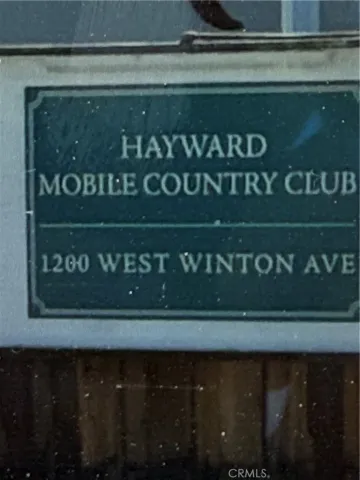 HAYWARD
MOBILE COUNTRY CLUB
1200 WEST WINTON AVE
CRMLS,